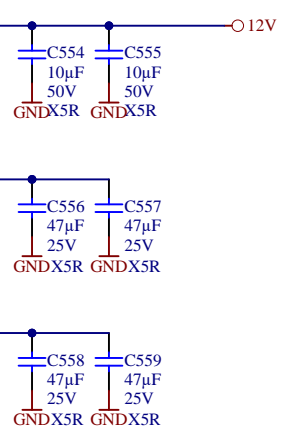 12V
C554 C555
10µF 10µF
50V 50V
GND X5R GND X5R
C556 C557
47µF 47µF
25V 25V
GND X5R GND X5R
C558 C559
47µF 47µF
25V 25V
GND X5R GND X5R